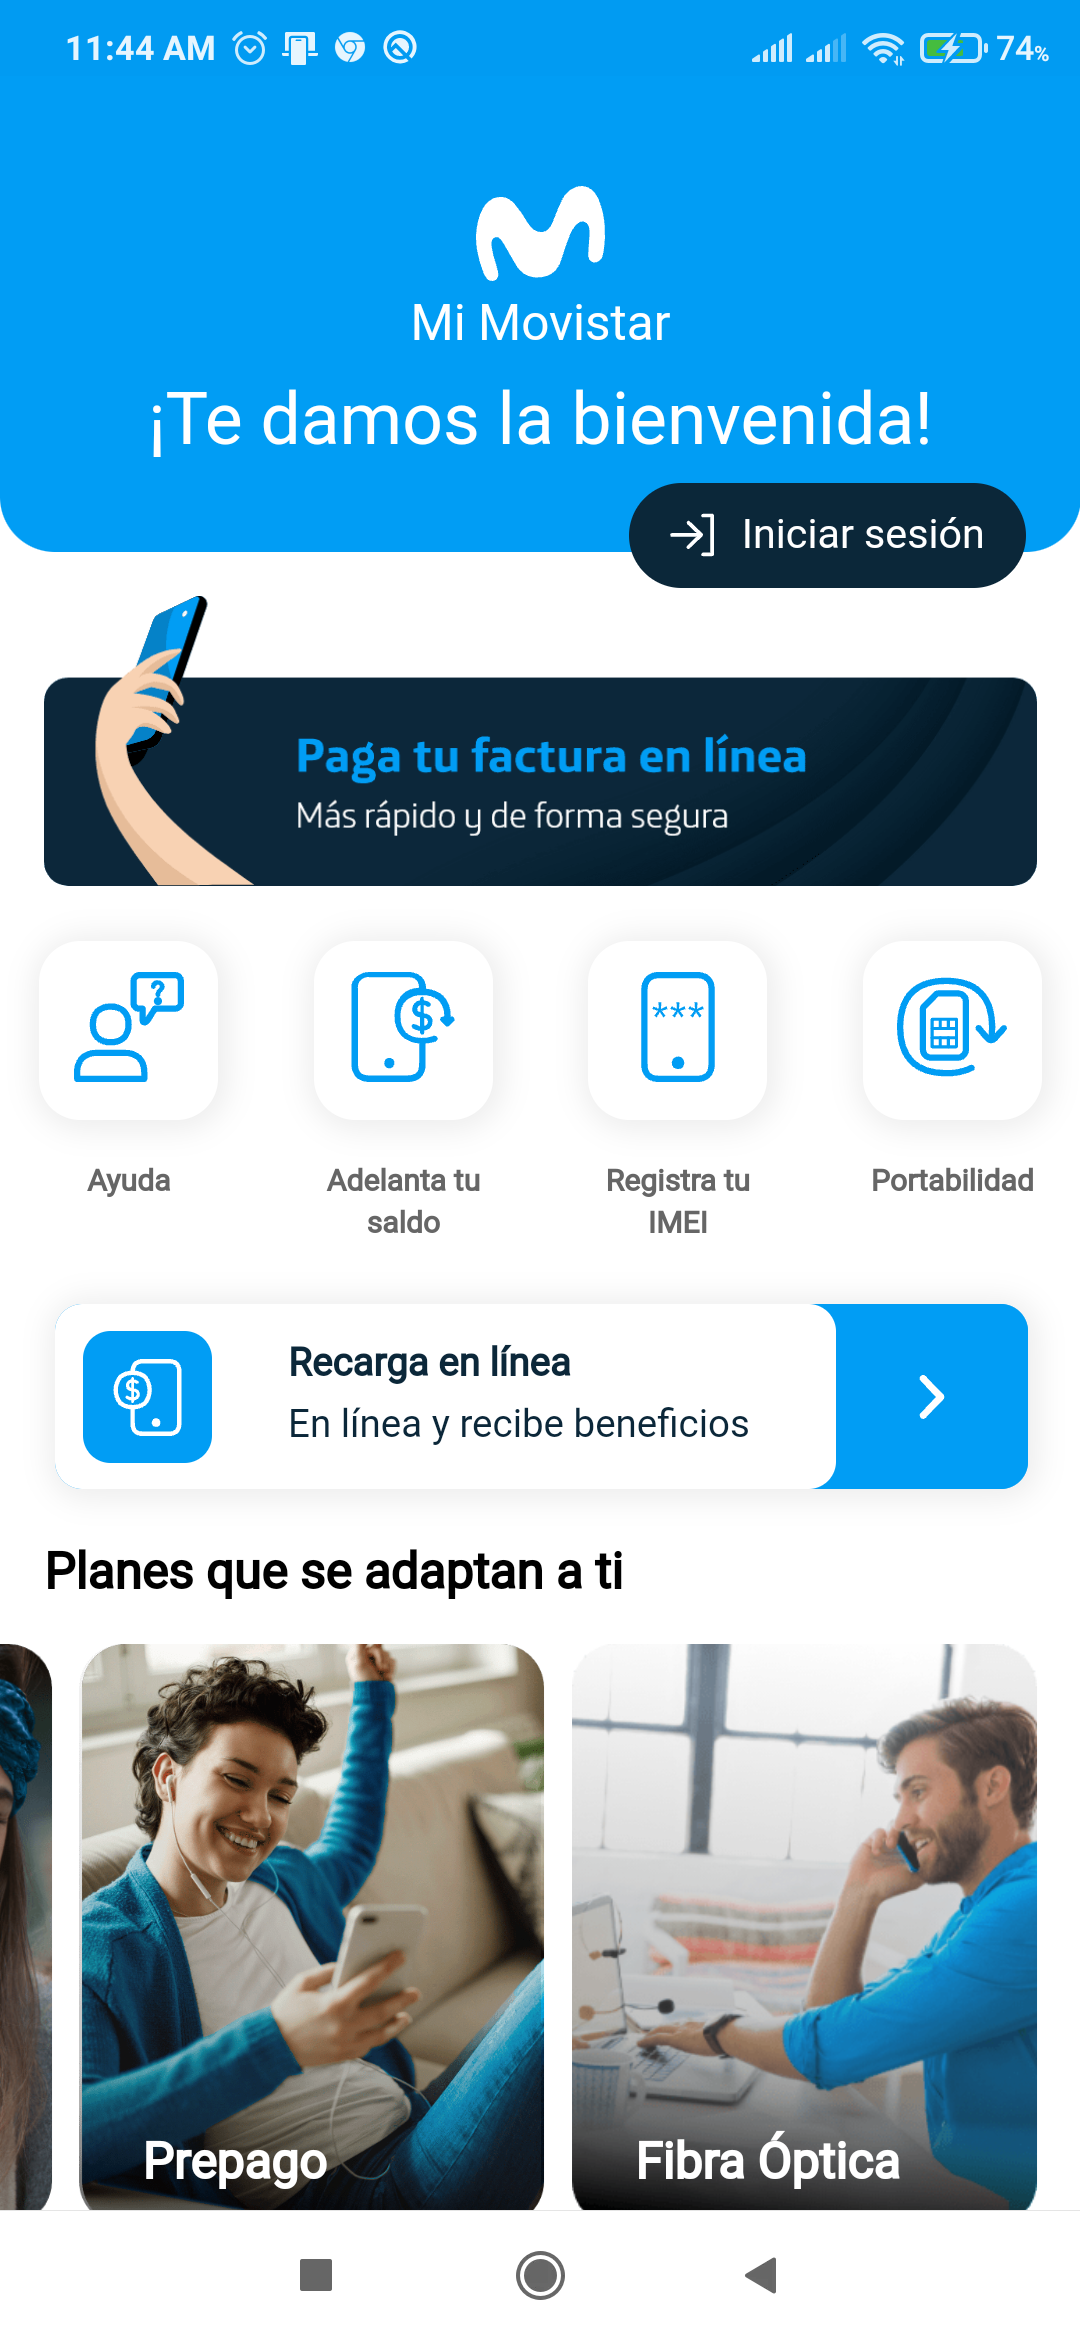 11:44 AM
74%
Mi Movistar
¡Te damos la bienvenida!
Iniciar sesión
Paga tu factura en línea
Más rápido y de forma segura
?
$
***
Ayuda
Adelanta tu
saldo
Registra tu
IMEI
Portabilidad
$
Recarga en línea
En línea y recibe beneficios
Planes que se adaptan a ti
Prepago
Fibra Óptica